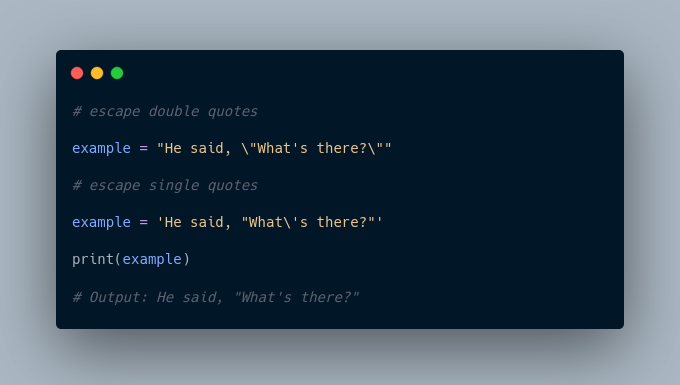 # escape double quotes
example = "He said, \"What's there?\""
# escape single quotes
example = 'He said, "What\'s there?"'
print(example)
# Output: He said, "What's there?"